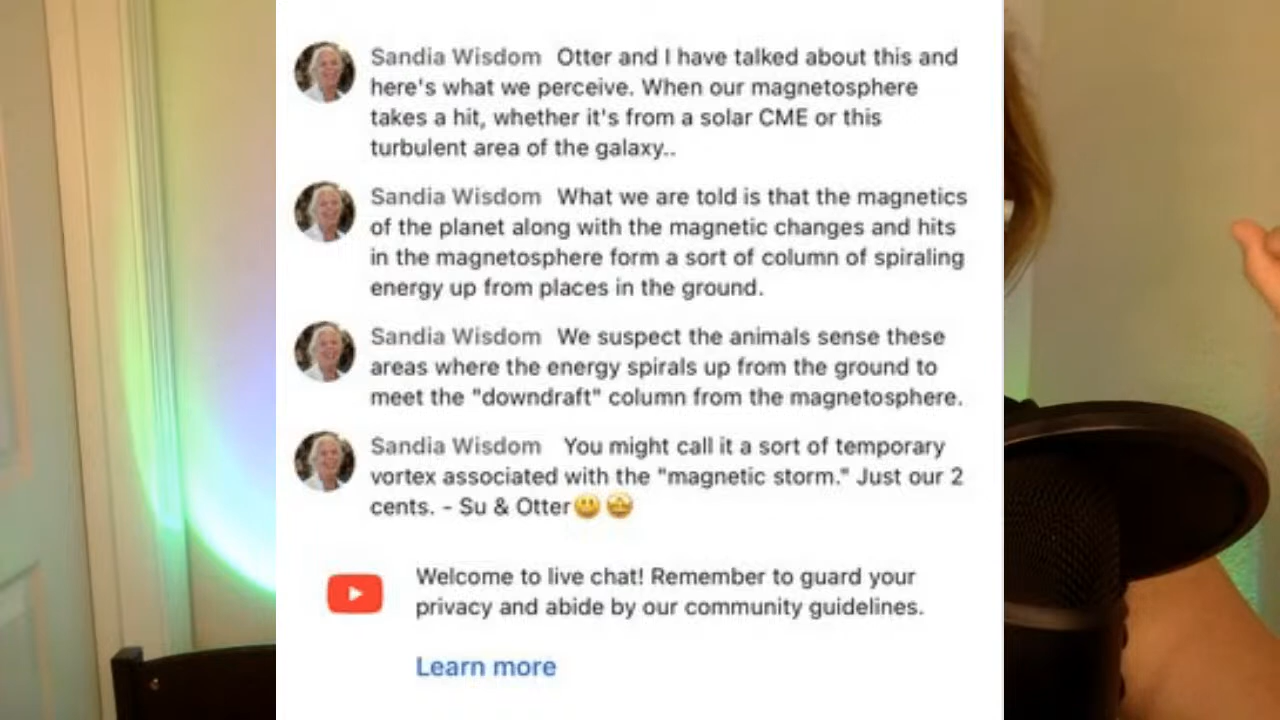 Sandia Wisdom Otter and I have talked about this and
here's what we perceive. When our magnetosphere
takes a hit, whether it's from a solar CME or this
turbulent area of the galaxy..
Sandia Wisdom What we are told is that the magnetics
of the planet along with the magnetic changes and hits
in the magnetosphere form a sort of column of spiraling
energy up from places in the ground.
Sandia Wisdom We suspect the animals sense these
areas where the energy spirals up from the ground to
meet the "downdraft" column from the magnetosphere.
Sandia Wisdom You might call it a sort of temporary
vortex associated with the "magnetic storm." Just our 2
cents. - Su & Otter😃🤩
Welcome to live chat! Remember to guard your
privacy and abide by our community guidelines.
Learn more